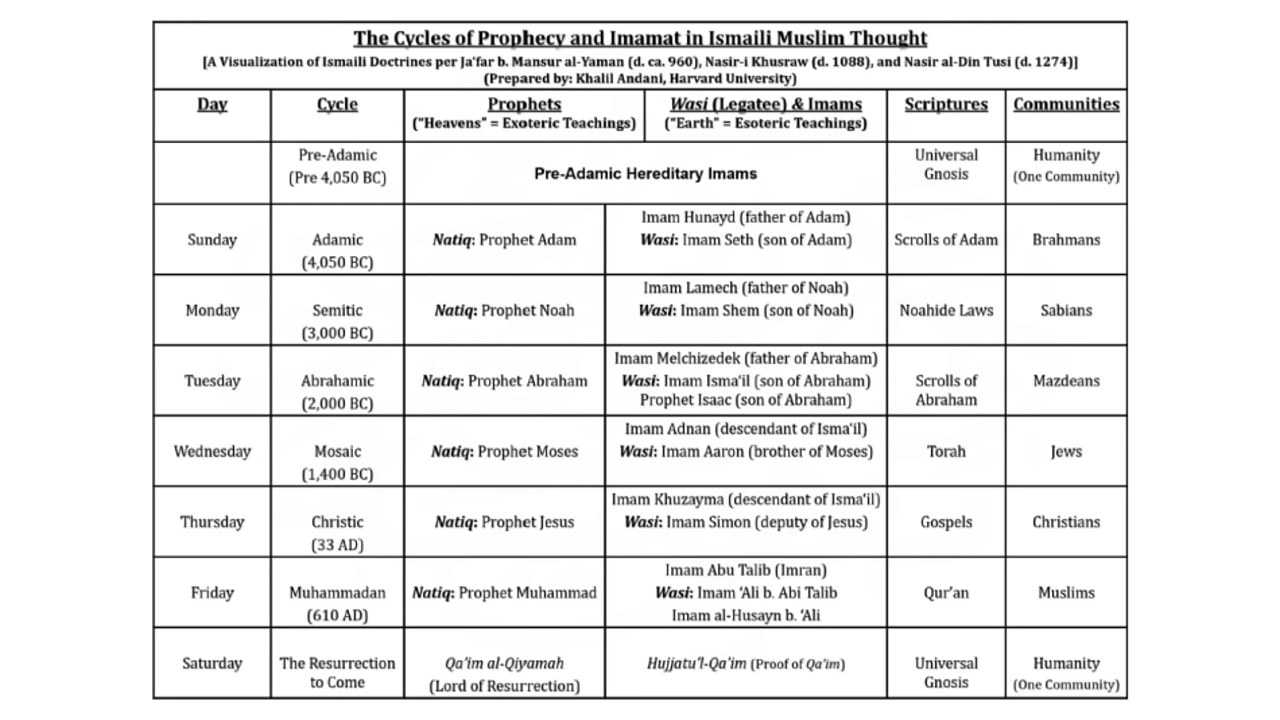 The Cycles of Prophecy and Imamat in Ismaili Muslim Thought
[A Visualization of Ismaili Doctrines per Ja'far b. Mansur al-Yaman (d. ca. 960), Nasir-i Khusraw (d. 1088), and Nasir al-Din Tusi (d. 1274)]
(Prepared by: Khalil Andani, Harvard University)
Day
Cycle
Prophets
("Heavens" = Exoteric Teachings)
Wasi (Legatee) & Imams
("Earth" = Esoteric Teachings)
Scriptures
Communities
Pre-Adamic
(Pre 4,050 BC)
Pre-Adamic Hereditary Imams
Universal
Gnosis
Humanity
(One Community)
Sunday
Adamic
(4,050 BC)
Natiq: Prophet Adam
Imam Hunayd (father of Adam)
Wasi: Imam Seth (son of Adam)
Scrolls of Adam
Brahmans
Monday
Semitic
(3,000 BC)
Natiq: Prophet Noah
Imam Lamech (father of Noah)
Wasi: Imam Shem (son of Noah)
Noahide Laws
Sabians
Tuesday
Abrahamic
(2,000 BC)
Natiq: Prophet Abraham
Imam Melchizedek (father of Abraham)
Wasi: Imam Isma'il (son of Abraham)
Prophet Isaac (son of Abraham)
Scrolls of
Abraham
Mazdeans
Wednesday
Mosaic
(1,400 BC)
Natiq: Prophet Moses
Imam Adnan (descendant of Isma'il)
Wasi: Imam Aaron (brother of Moses)
Torah
Jews
Thursday
Christic
(33 AD)
Natiq: Prophet Jesus
Imam Khuzayma (descendant of Isma'il)
Wasi: Imam Simon (deputy of Jesus)
Gospels
Christians
Friday
Muhammadan
(610 AD)
Natiq: Prophet Muhammad
Imam Abu Talib (Imran)
Wasi: Imam 'Ali b. Abi Talib
Imam al-Husayn b. 'Ali
Qur'an
Muslims
Saturday
The Resurrection
to Come
Qa'im al-Qiyamah
(Lord of Resurrection)
Hujjatu'l-Qa'im (Proof of Qa'im)
Universal
Gnosis
Humanity
(One Community)